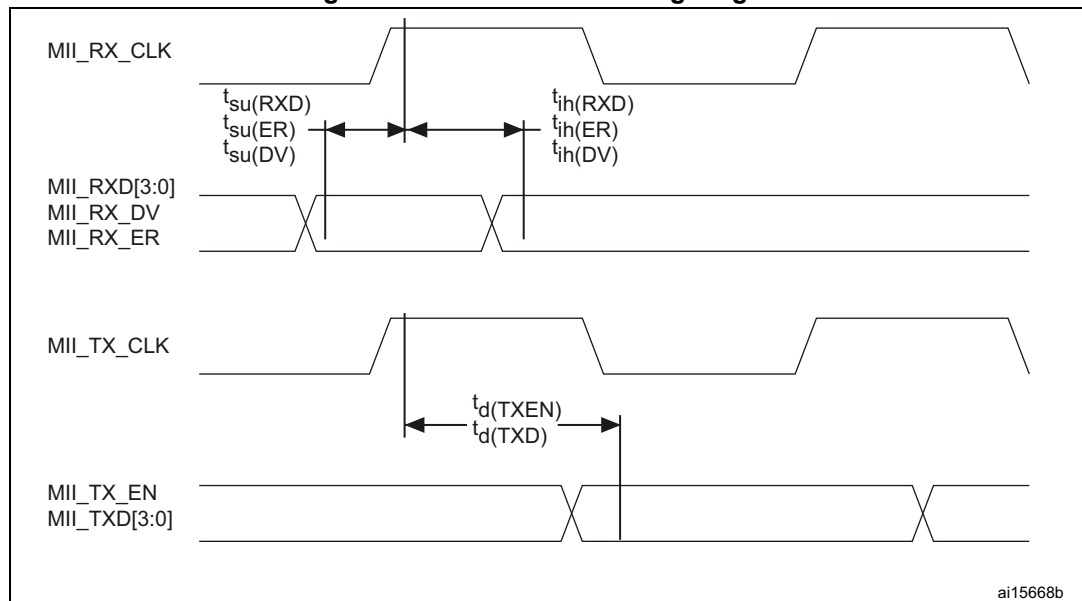 MII_RX_CLK
tsu(RXD)
tsu(ER)
tsu(DV)
tih(RXD)
tih(ER)
tih(DV)
MII_RXD[3:0]
MII_RX_DV
MII_RX_ER
MII_TX_CLK
td(TXEN)
td(TXD)
MII_TX_EN
MII_TXD[3:0]
ai15668b